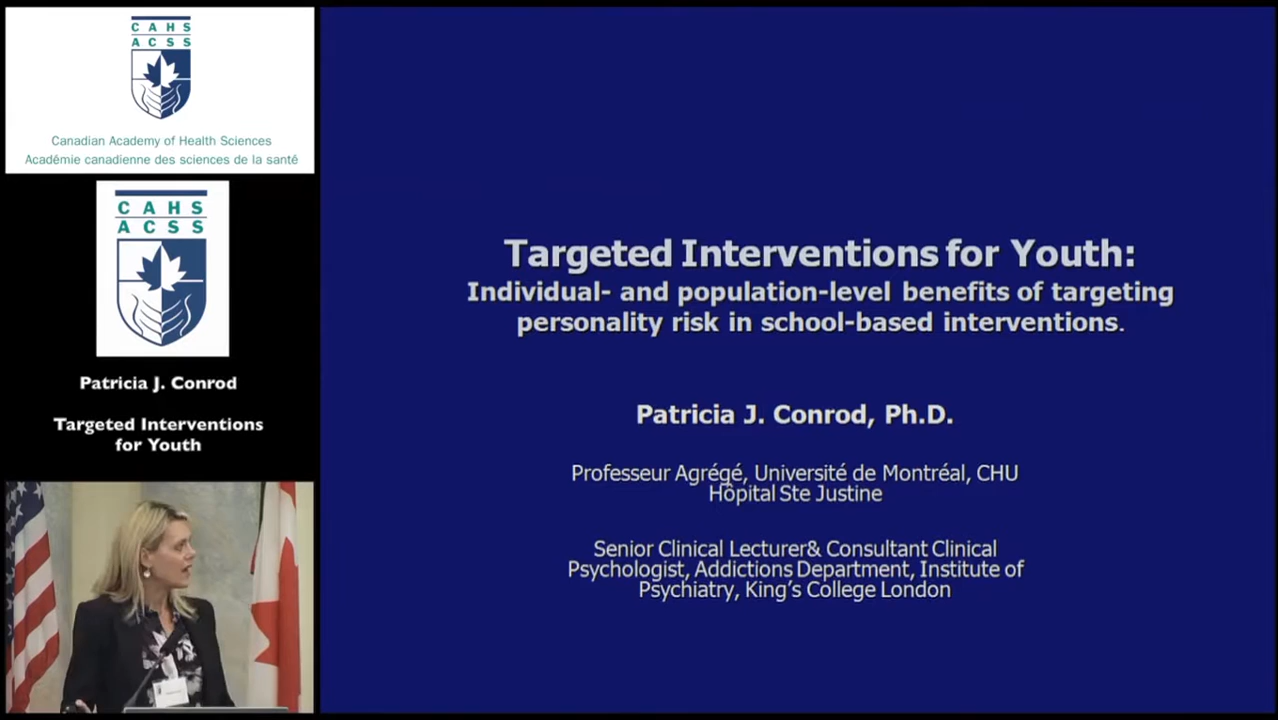 CAHS
ACSS
Canadian Academy of Health Sciences
Académie canadienne des sciences de la santé
CAHS
ACSS
Patricia J. Conrod
Targeted Interventions
for Youth
Targeted Interventions for Youth:
Individual- and population-level benefits of targeting
personality risk in school-based interventions.
Patricia J. Conrod, Ph.D.
Professeur Agrégé, Université de Montréal, CHU
Hôpital Ste Justine
Senior Clinical Lecturer& Consultant Clinical
Psychologist, Addictions Department, Institute of
Psychiatry, King's College London